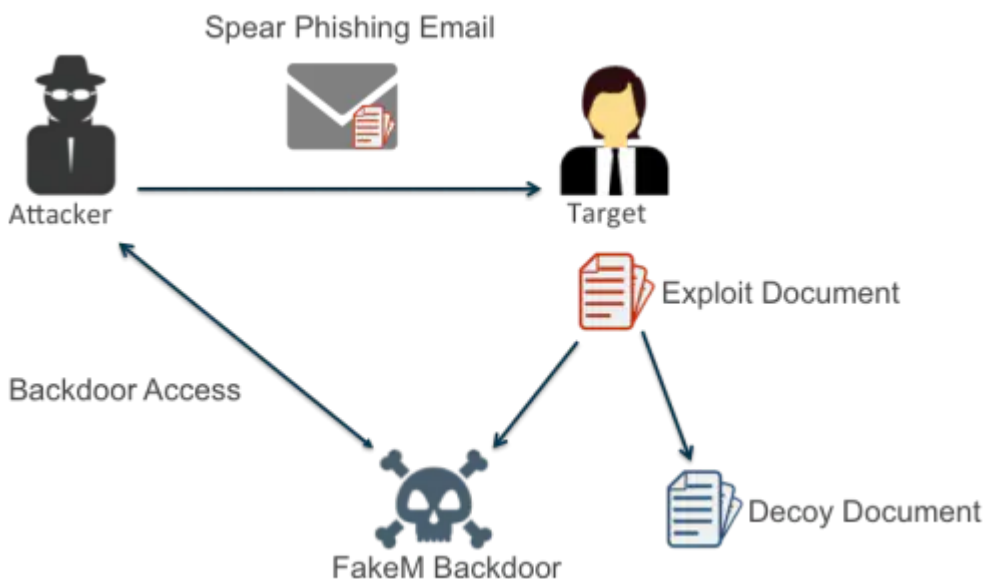 Spear Phishing Email
Attacker
Target
Exploit Document
Backdoor Access
Decoy Document
FakeM Backdoor